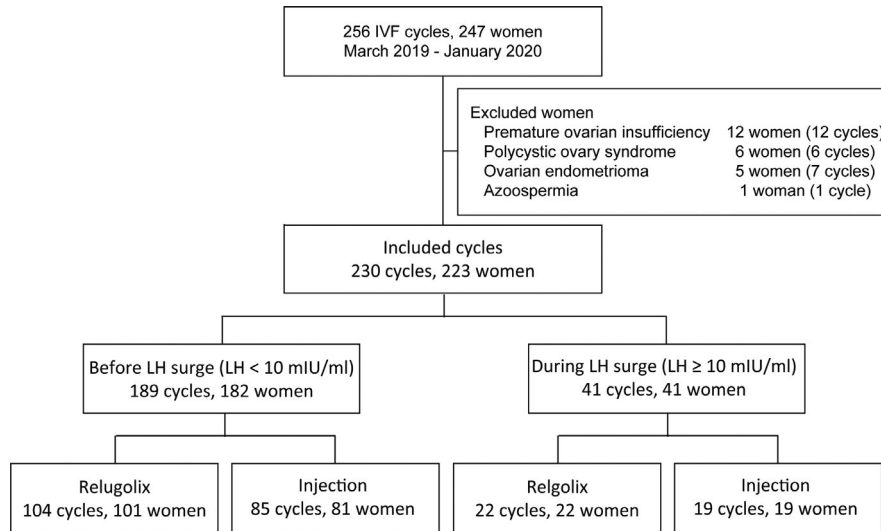 256 IVF cycles, 247 women
March 2019 - January 2020
Excluded women
Premature ovarian insufficiency 12 women (12 cycles)
Polycystic ovary syndrome 6 women (6 cycles)
Ovarian endometrioma 5 women (7 cycles)
Azoospermia 1 woman (1 cycle)
Included cycles
230 cycles, 223 women
Before LH surge (LH < 10 mIU/ml)
189 cycles, 182 women
During LH surge (LH ≥ 10 mIU/ml)
41 cycles, 41 women
Relugolix
104 cycles, 101 women
Injection
85 cycles, 81 women
Relgolix
22 cycles, 22 women
Injection
19 cycles, 19 women